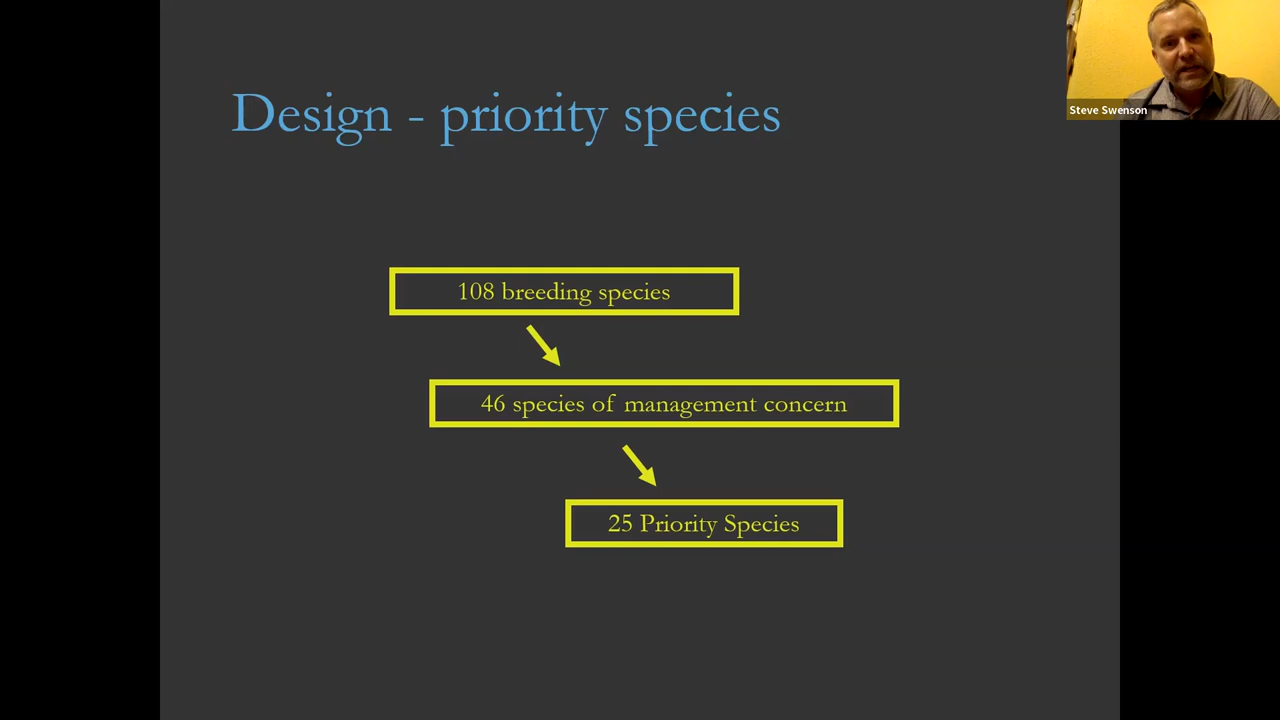 Design - priority species
Steve Swenson
108 breeding species
46 species of management concern
25 Priority Species